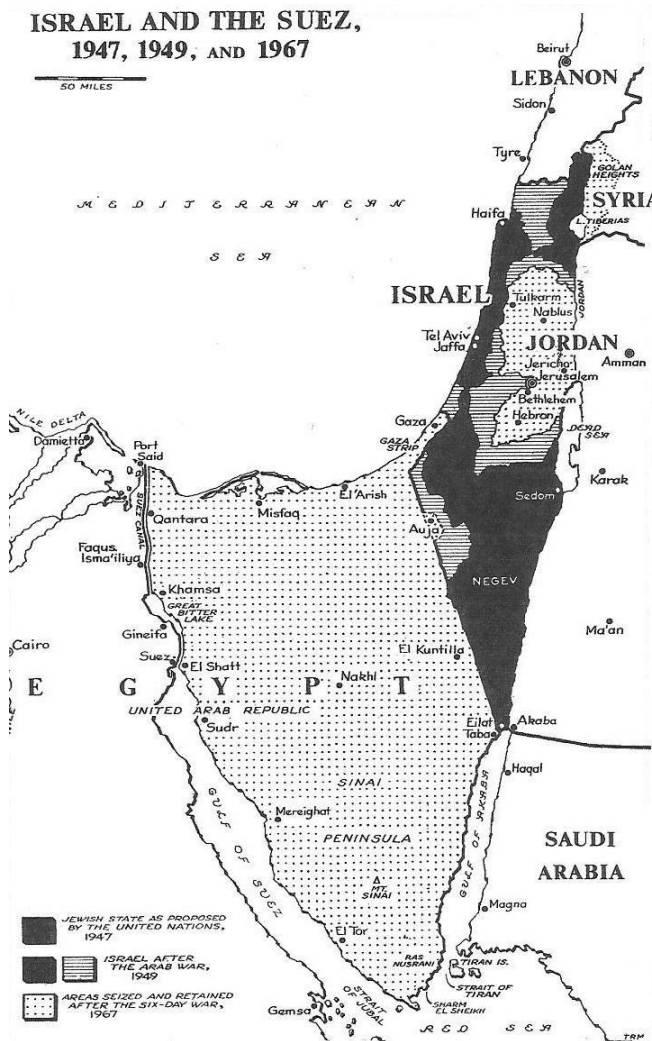 ISRAEL AND THE SUEZ,
1947, 1949, AND 1967
50 MILES
Beirut
LEBANON
Sidon
Tyre
GOLAN
HEIGHTS
SYRIA
L. TIBERIAS
MEDITERRANEAN
SEA
Haifa
ISRAEL
Tulkarm
Nablus
JORDAN
Tel Aviv
Jaffa
JORDAN
Jericho
Amman
Jerusalem
Bethlehem
Hebron
DEAD
SEA
Gaza
GAZA
STRIP
NILE DELTA
Damietta
Port
Said
SUEZ CANAL
El 'Arish
Misfaq
Qantara
Sedom
Karak
Auja
Faqus
Isma'iliya
Khamsa
GREAT
BITTER
LAKE
NEGEV
Gineifa
Cairo
Ma'an
El Kuntilla
Suez
El Shatt
Nakhl
EGYPT
UNITED ARAB REPUBLIC
Sudr
Eilat
Taba
Akaba
Haqal
SINAI
PENINSULA
Mereighat
GULF OF SUEZ
GULF OF AKABA
SAUDI
ARABIA
MT.
SINAI
Magna
El Tor
RAS
NUSRANI
TIRAN IS.
STRAIT OF
TIRAN
SHARM
EL SHEIKH
STRAIT
OF JUBAL
Gemsa
RED SEA
JEWISH STATE AS PROPOSED
BY THE UNITED NATIONS,
1947
ISRAEL AFTER
THE ARAB WAR,
1949
AREAS SEIZED AND RETAINED
AFTER THE SIX-DAY WAR,
1967
TRM